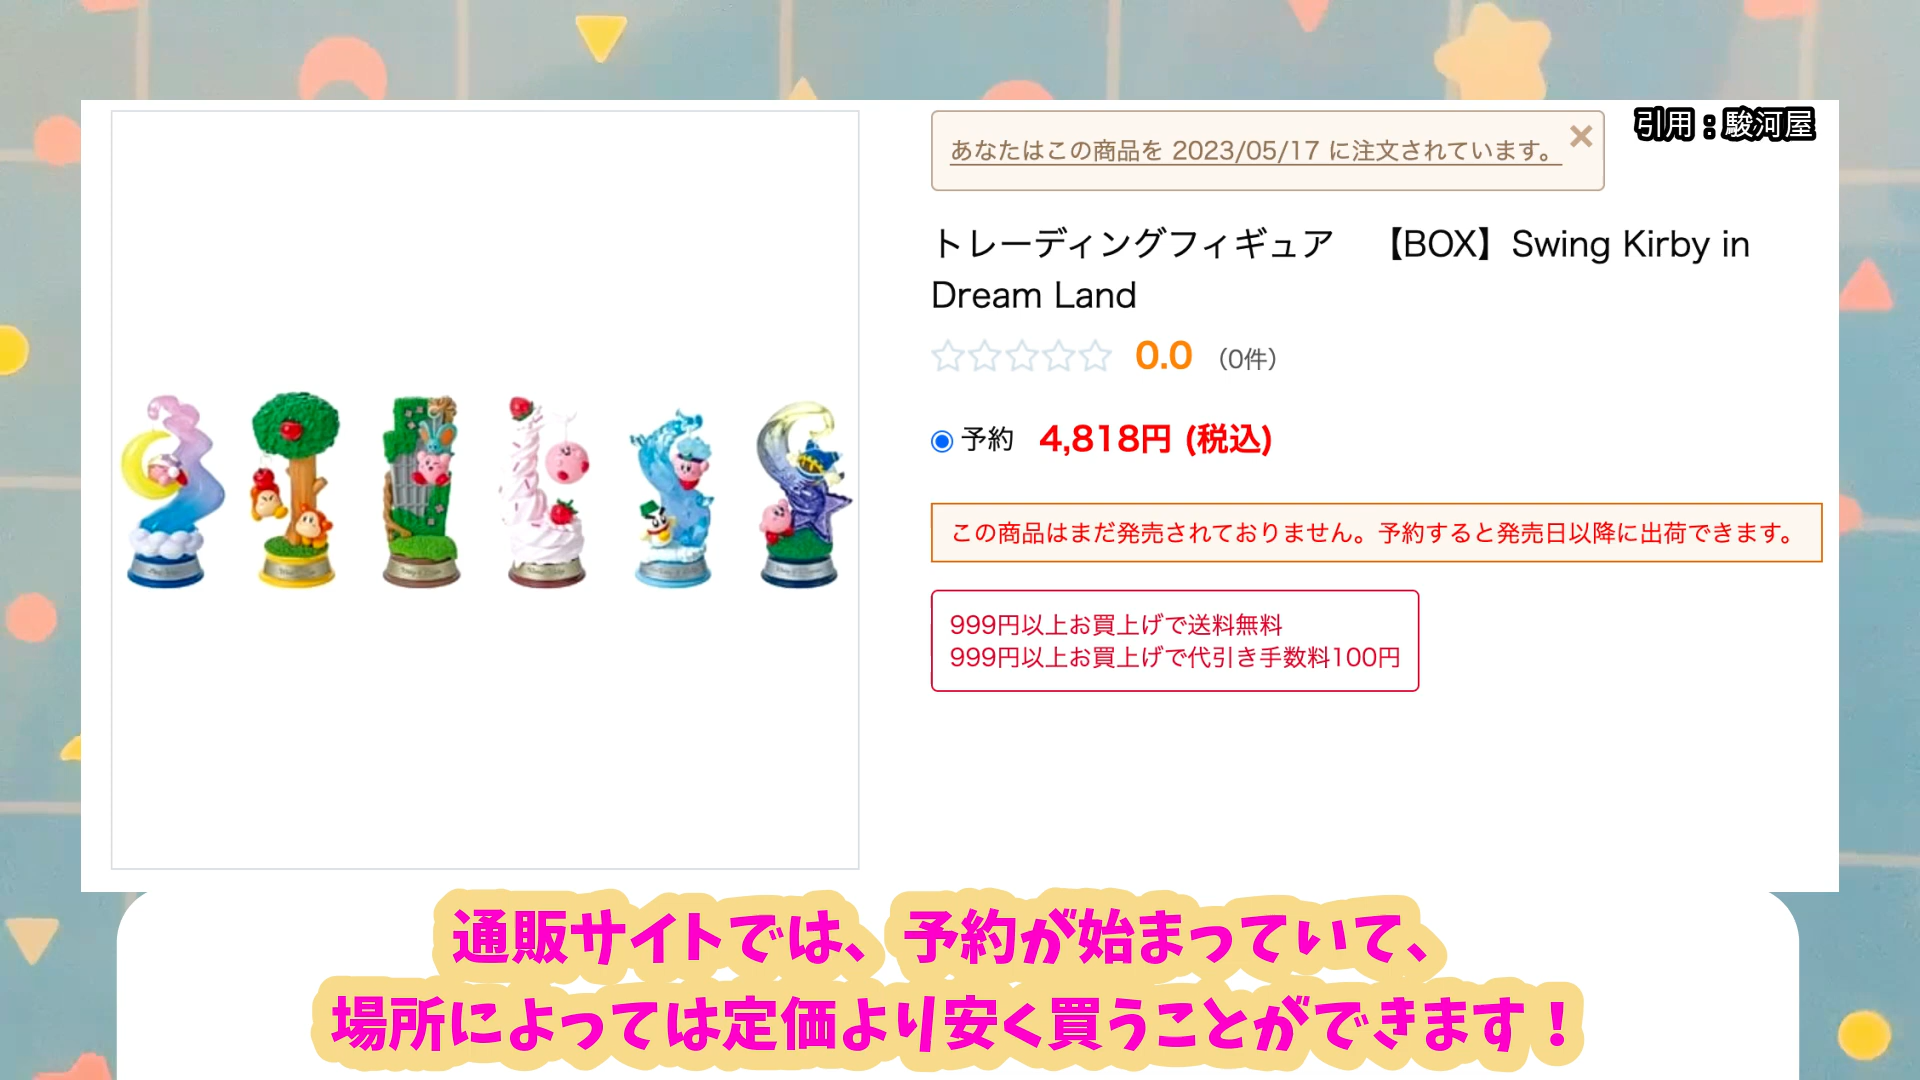 引用：駿河屋
あなたはこの商品を 2023/05/17 に注文されています。
トレーディングフィギュア　【BOX】Swing Kirby in
Dream Land
0.0 （0件）
予約 4,818円 (税込)
この商品はまだ発売されておりません。予約すると発売日以降に出荷できます。
999円以上お買上げで送料無料
999円以上お買上げで代引き手数料100円
通販サイトでは、予約が始まっていて、
場所によっては定価より安く買うことができます！